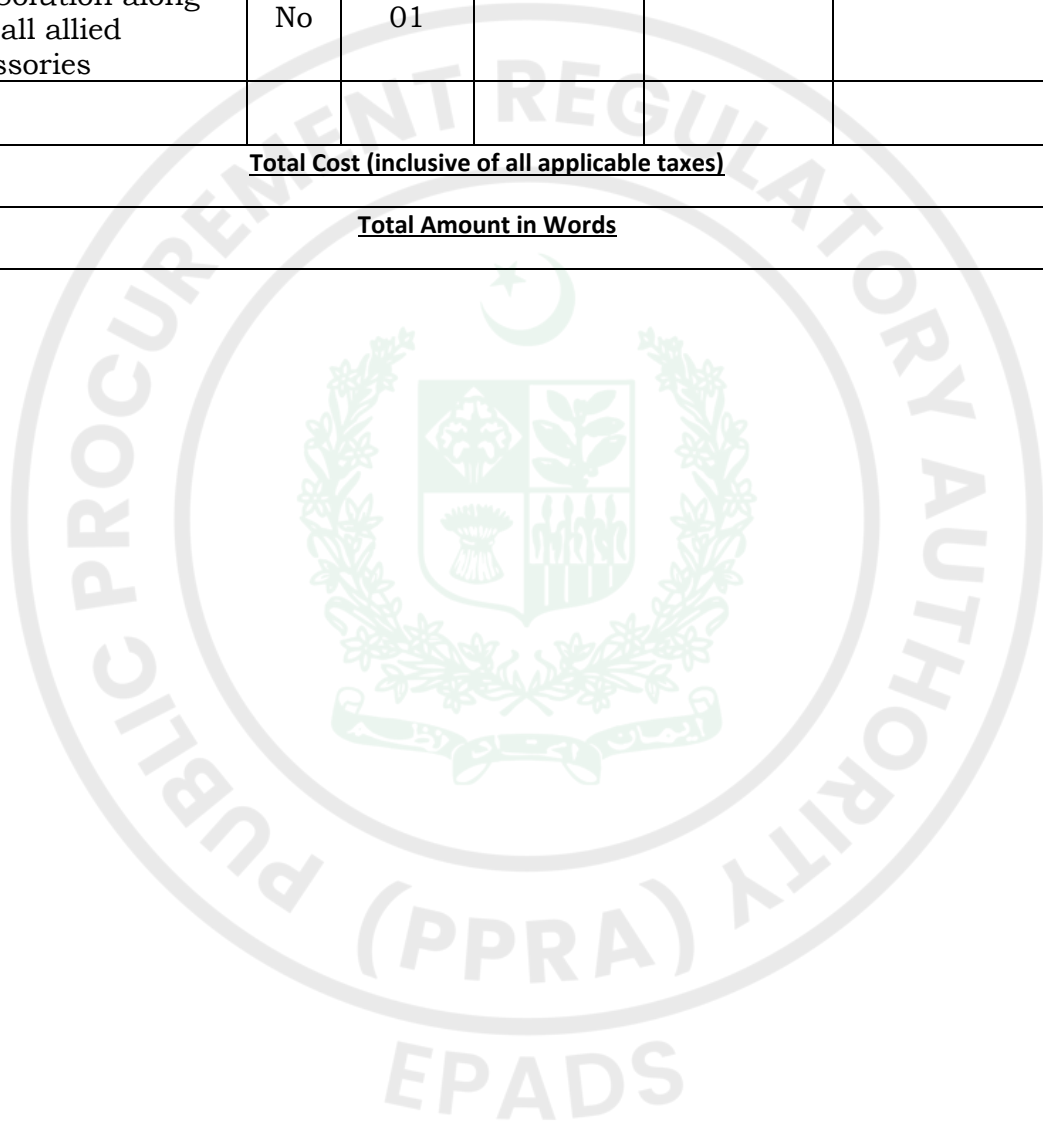 solution along
all allied
ssories
No
01
Total Cost (inclusive of all applicable taxes)
Total Amount in Words
PUBLIC PROCUREMENT REGULATORY AUTHORITY
(PPRA)
EPADS